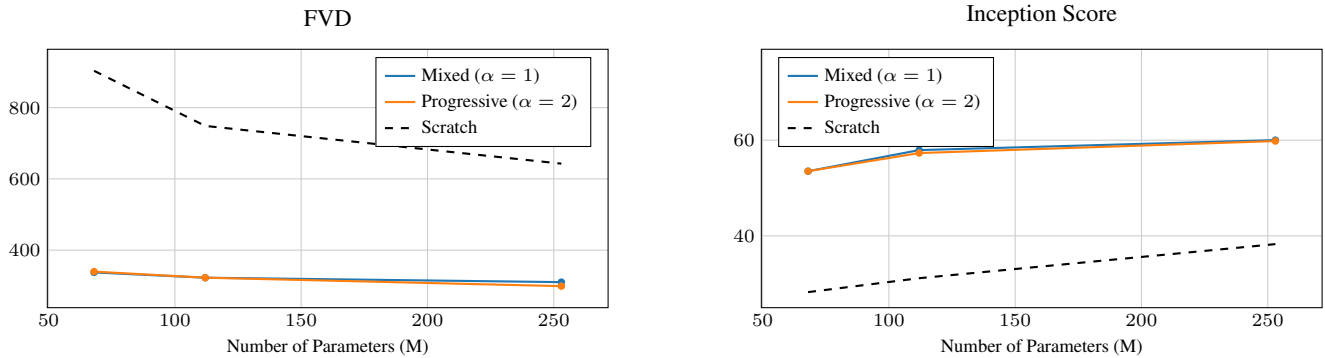 FVD
800
600
400
50
100
150
200
250
Number of Parameters (M)
Mixed (α = 1)
Progressive (α = 2)
Scratch
Inception Score
60
40
50
100
150
200
250
Number of Parameters (M)
Mixed (α = 1)
Progressive (α = 2)
Scratch